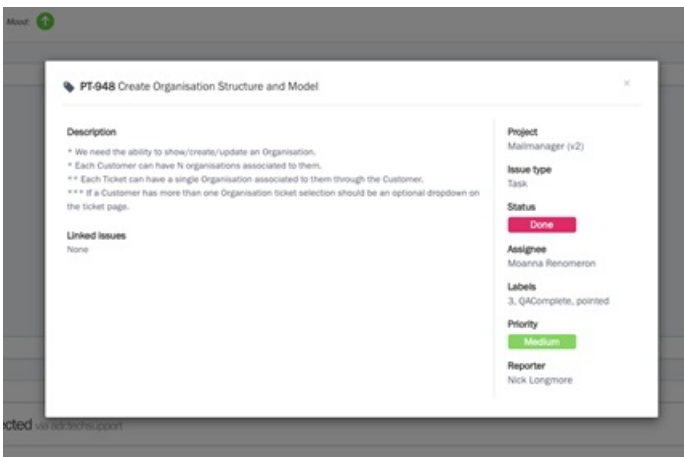 Mood:
PT-948 Create Organisation Structure and Model
×
Description
* We need the ability to show/create/update an Organisation.
* Each Customer can have N organisations associated to them.
** Each Ticket can have a single Organisation associated to them through the Customer.
*** If a Customer has more than one Organisation ticket selection should be an optional dropdown on
the ticket page.
Linked issues
None
Project
Mailmanager (v2)
Issue type
Task
Status
Done
Assignee
Moanna Renomeron
Labels
3, QAComplete, pointed
Priority
Medium
Reporter
Nick Longmore
ected via adr.techsupport